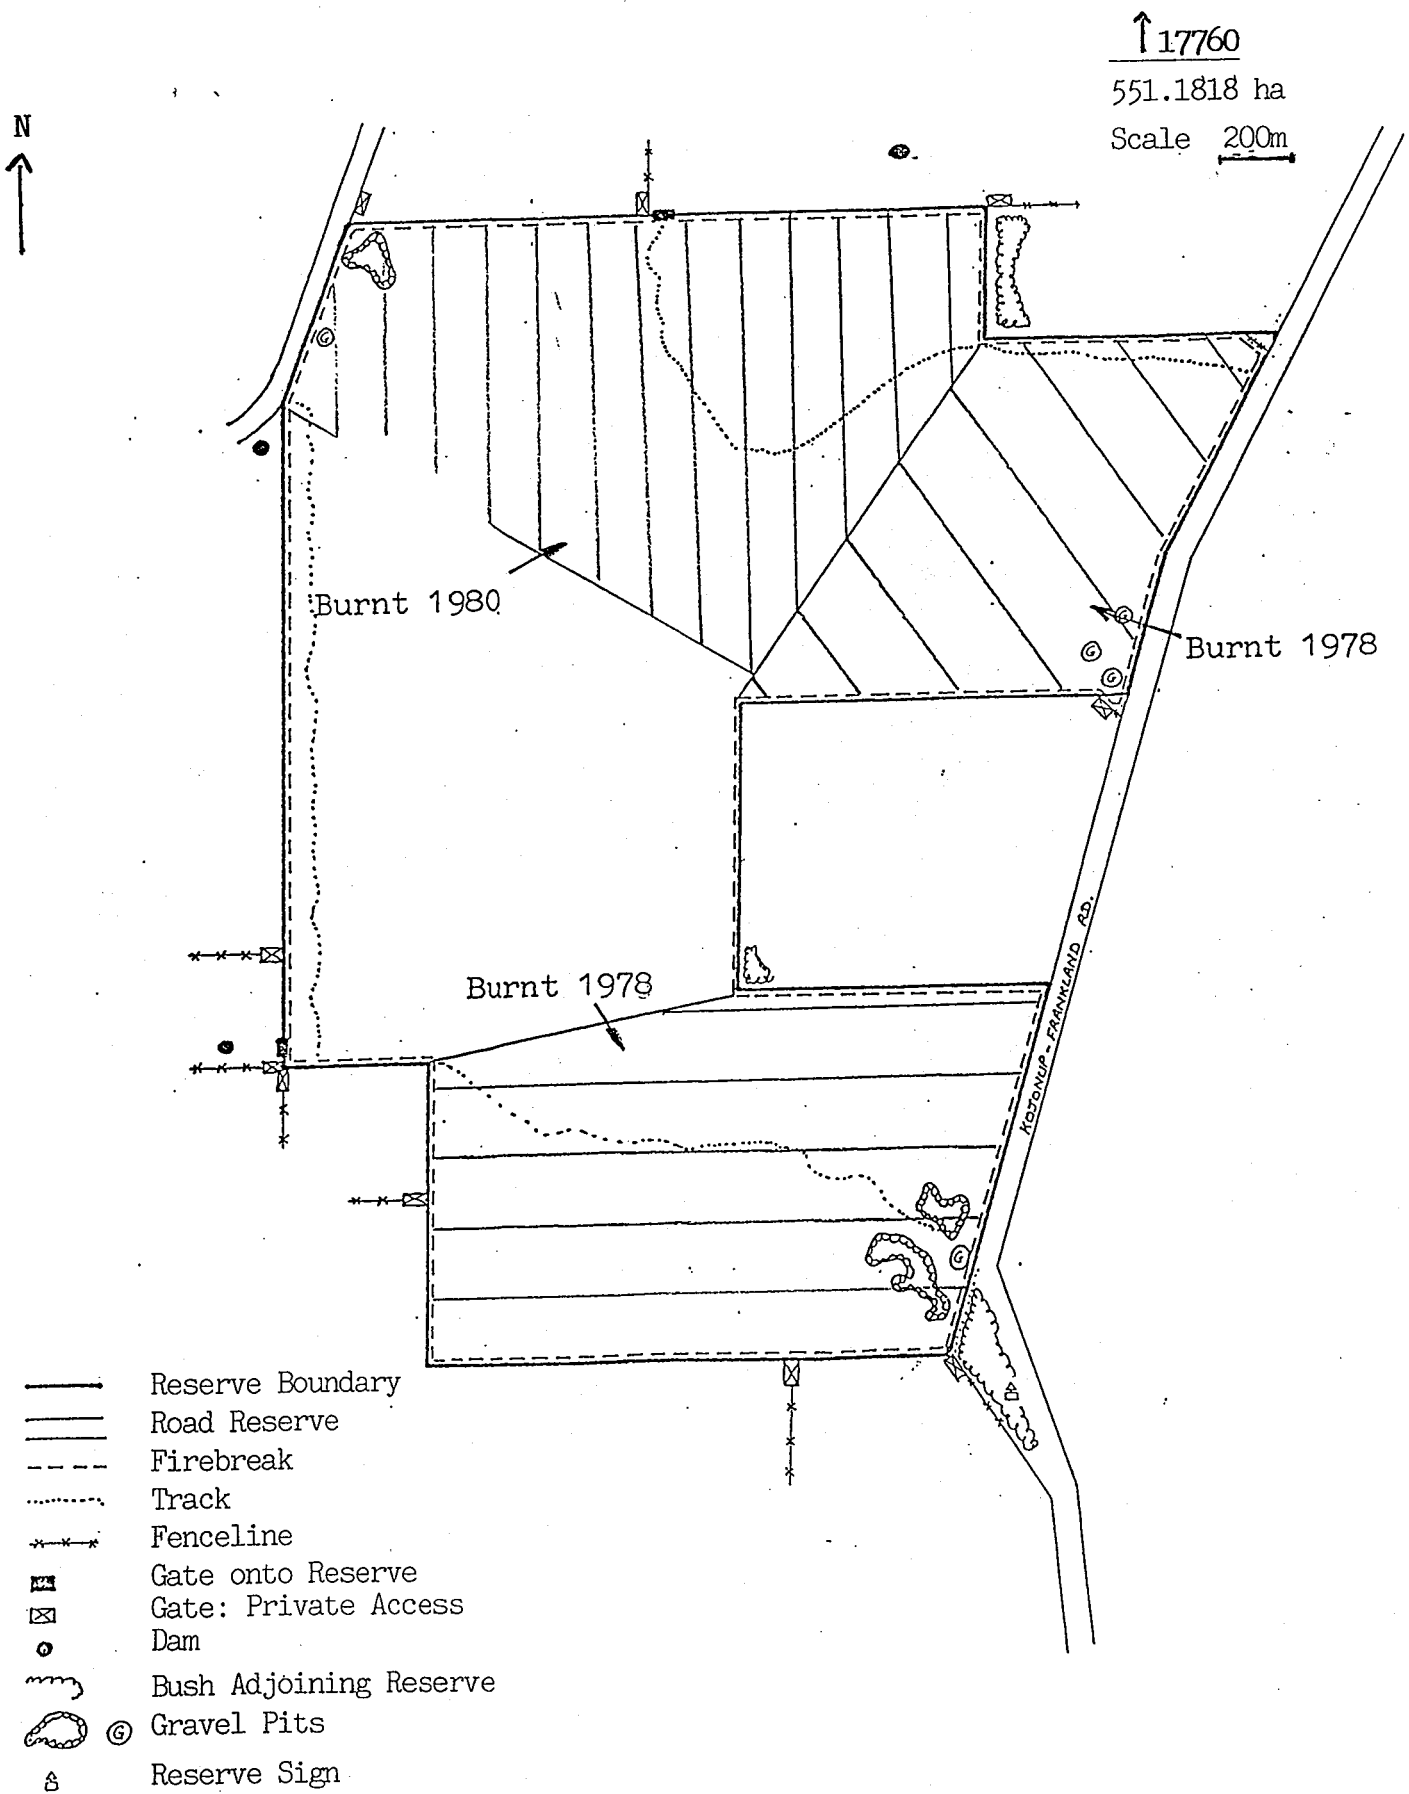 ↑ 17760
551.1818 ha
Scale 200m
N
Burnt 1980
Burnt 1978
Burnt 1978
KOJONUP - FRANKLAND RD.
G
G
G
G
G
Reserve Boundary
Road Reserve
Firebreak
Track
Fenceline
Gate onto Reserve
Gate: Private Access
Dam
Bush Adjoining Reserve
G Gravel Pits
Reserve Sign